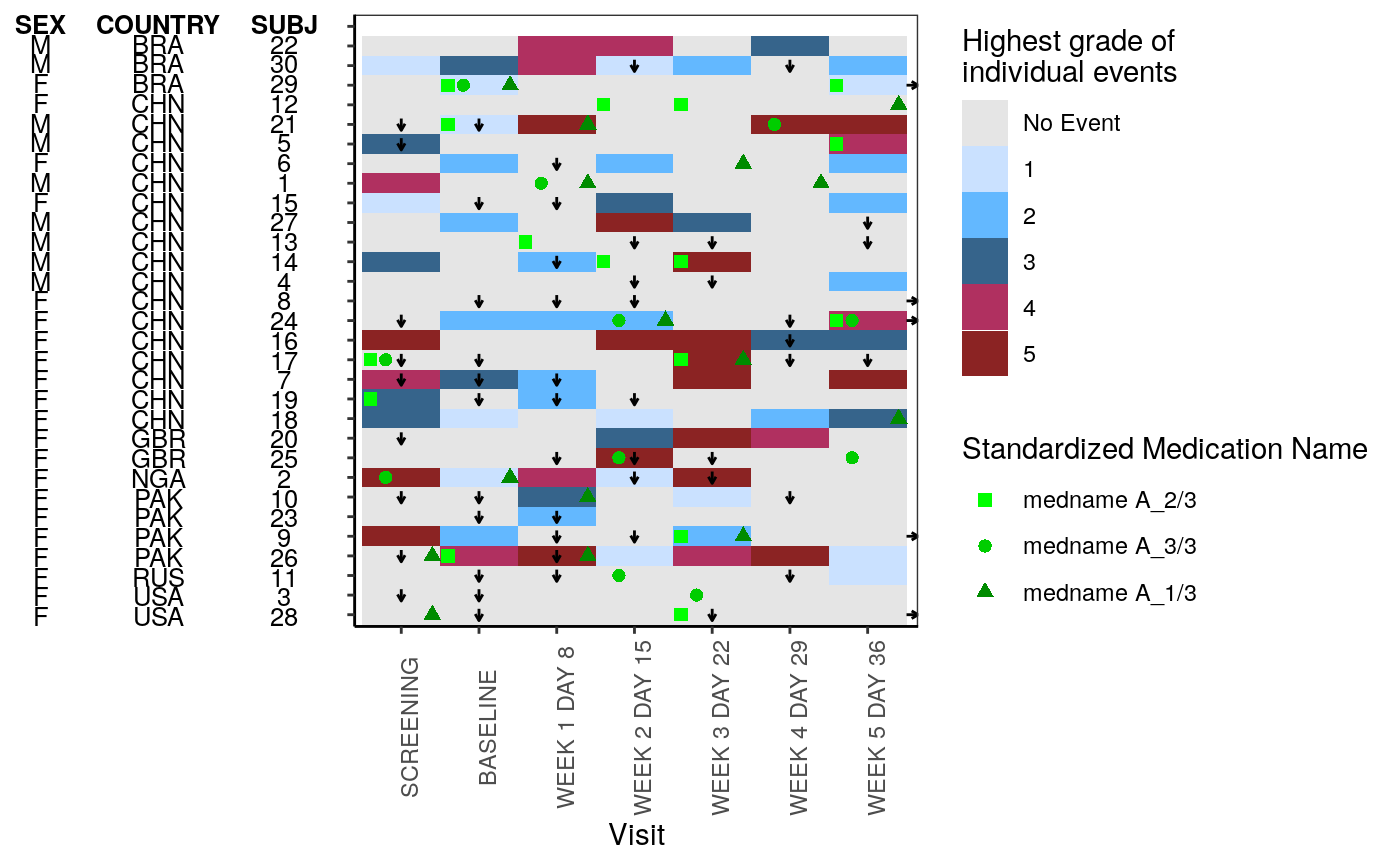 SEX COUNTRY SUBJ
M BRA 22
M BRA 30
F BRA 29
F CHN 12
M CHN 21
M CHN 5
F CHN 6
M CHN 1
F CHN 15
M CHN 27
M CHN 13
M CHN 14
M CHN 4
F CHN 8
F CHN 24
F CHN 16
F CHN 17
F CHN 7
F CHN 19
F CHN 18
F GBR 20
F GBR 25
F NGA 2
F PAK 10
F PAK 23
F PAK 9
F PAK 26
F RUS 11
F USA 3
F USA 28
SCREENING
BASELINE
WEEK 1 DAY 8
WEEK 2 DAY 15
WEEK 3 DAY 22
WEEK 4 DAY 29
WEEK 5 DAY 36
Visit
Highest grade of
individual events
No Event
1
2
3
4
5
Standardized Medication Name
medname A_2/3
medname A_3/3
medname A_1/3